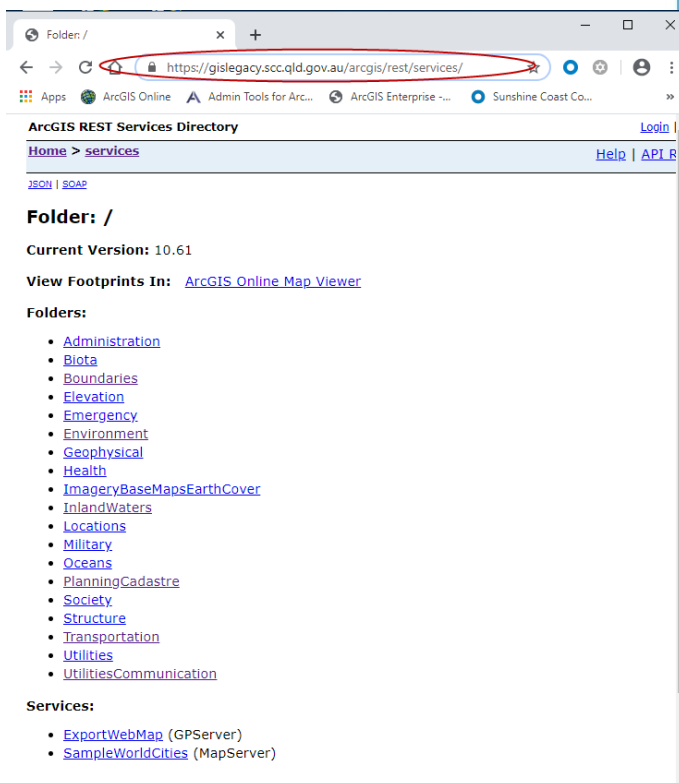 Folder: /
https://gislegacy.scc.qld.gov.au/arcgis/rest/services/
Apps ArcGIS Online Admin Tools for Arc... ArcGIS Enterprise -... Sunshine Coast Co... »
ArcGIS REST Services Directory Login |
Home > services Help | API R
JSON | SOAP
Folder: /
Current Version: 10.61
View Footprints In: ArcGIS Online Map Viewer
Folders:
• Administration
• Biota
• Boundaries
• Elevation
• Emergency
• Environment
• Geophysical
• Health
• ImageryBaseMapsEarthCover
• InlandWaters
• Locations
• Military
• Oceans
• PlanningCadastre
• Society
• Structure
• Transportation
• Utilities
• UtilitiesCommunication
Services:
• ExportWebMap (GPServer)
• SampleWorldCities (MapServer)